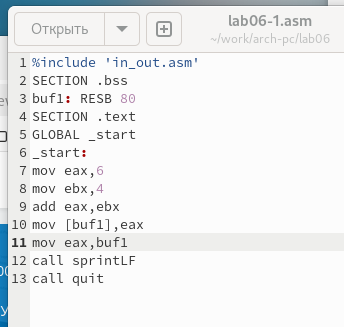 Открыть
lab06-1.asm
~/work/arch-pc/lab06
1 %include 'in_out.asm'
2 SECTION .bss
3 buf1: RESB 80
4 SECTION .text
5 GLOBAL _start
6 _start:
7 mov eax,6
8 mov ebx,4
9 add eax,ebx
10 mov [buf1],eax
11 mov eax,buf1
12 call sprintLF
13 call quit